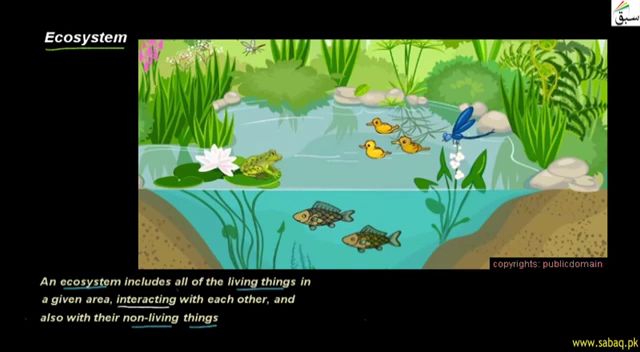 سبق
Ecosystem
copyrights: publicdomain
An ecosystem includes all of the living things in
a given area, interacting with each other, and
also with their non-living things
www.sabaq.pk